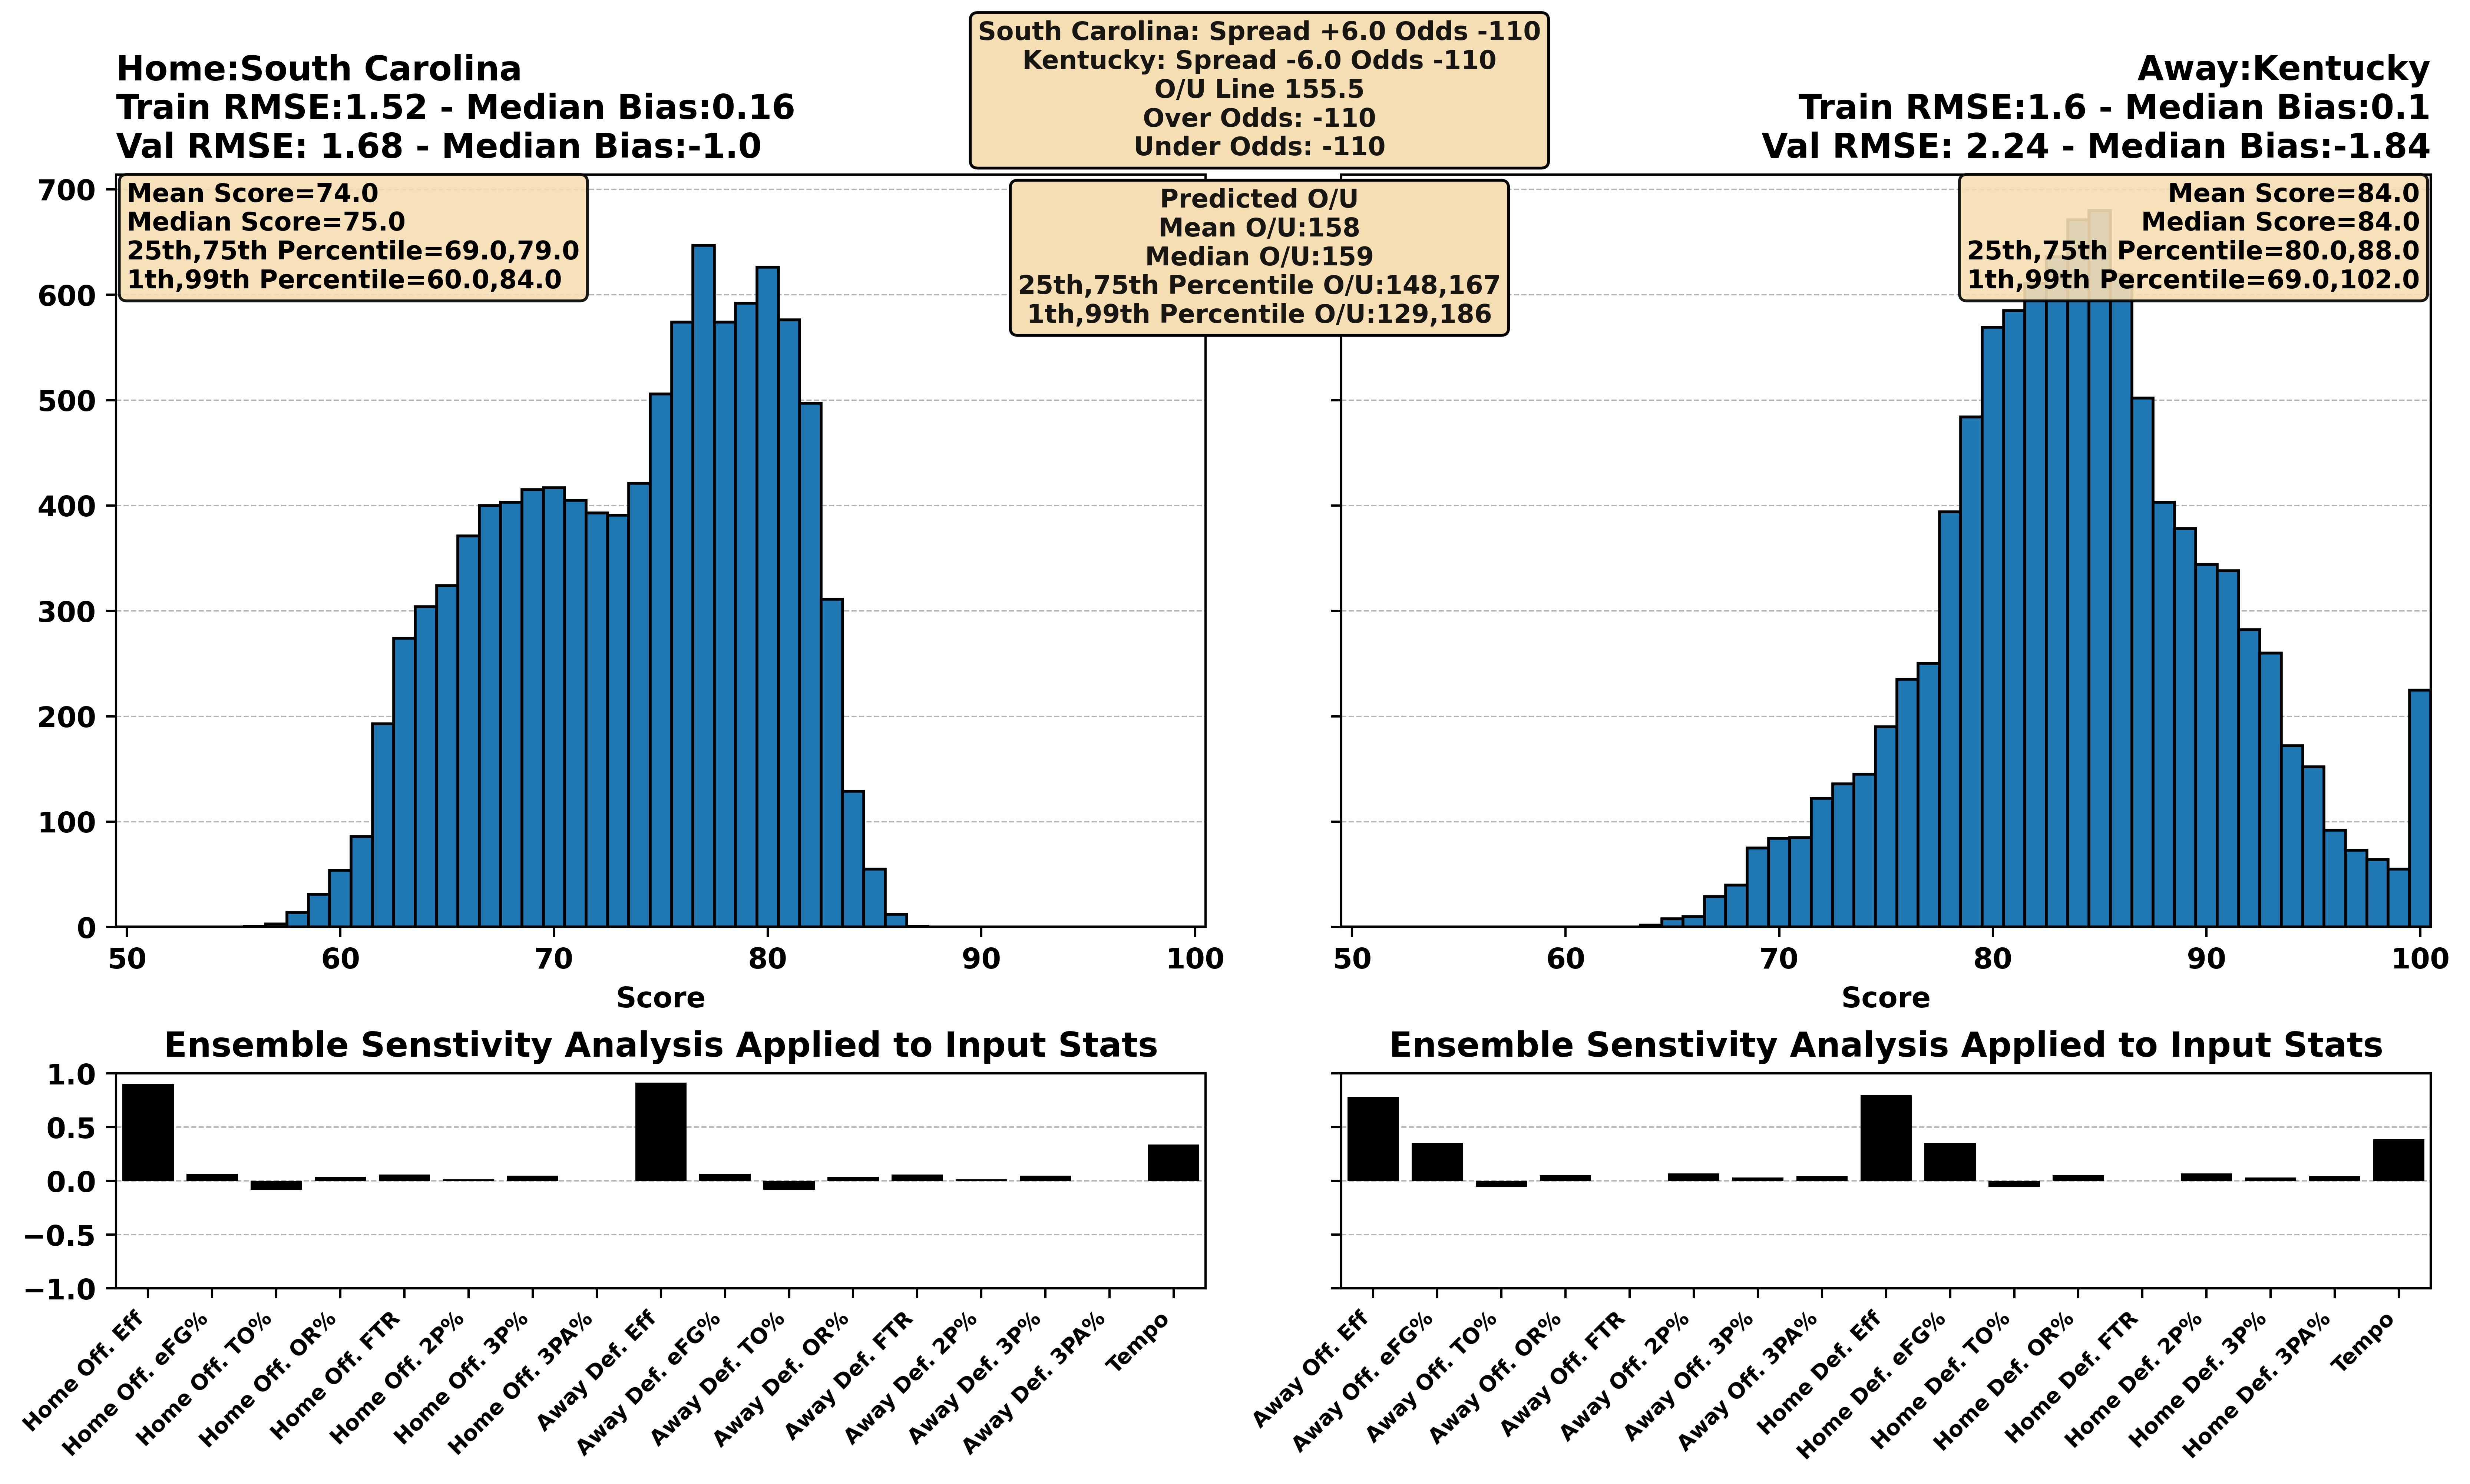 South Carolina: Spread +6.0 Odds -110
Kentucky: Spread -6.0 Odds -110
O/U Line 155.5
Over Odds: -110
Under Odds: -110
Home:South Carolina
Train RMSE:1.52 - Median Bias:0.16
Val RMSE: 1.68 - Median Bias:-1.0
Away:Kentucky
Train RMSE:1.6 - Median Bias:0.1
Val RMSE: 2.24 - Median Bias:-1.84
Mean Score=74.0
Median Score=75.0
25th,75th Percentile=69.0,79.0
1th,99th Percentile=60.0,84.0
Predicted O/U
Mean O/U:158
Median O/U:159
25th,75th Percentile O/U:148,167
1th,99th Percentile O/U:129,186
Mean Score=84.0
Median Score=84.0
25th,75th Percentile=80.0,88.0
1th,99th Percentile=69.0,102.0
700
600
500
400
300
200
100
0
50 60 70 80 90 100
Score
50 60 70 80 90 100
Score
Ensemble Senstivity Analysis Applied to Input Stats
1.0
0.5
0.0
−0.5
−1.0
Home Off. Eff
Home Off. eFG%
Home Off. TO%
Home Off. OR%
Home Off. FTR
Home Off. 2P%
Home Off. 3P%
Home Off. 3PA%
Away Def. Eff
Away Def. eFG%
Away Def. TO%
Away Def. OR%
Away Def. FTR
Away Def. 2P%
Away Def. 3P%
Away Def. 3PA%
Tempo
Ensemble Senstivity Analysis Applied to Input Stats
Away Off. Eff
Away Off. eFG%
Away Off. TO%
Away Off. OR%
Away Off. FTR
Away Off. 2P%
Away Off. 3P%
Away Off. 3PA%
Home Def. Eff
Home Def. eFG%
Home Def. TO%
Home Def. OR%
Home Def. FTR
Home Def. 2P%
Home Def. 3P%
Home Def. 3PA%
Tempo